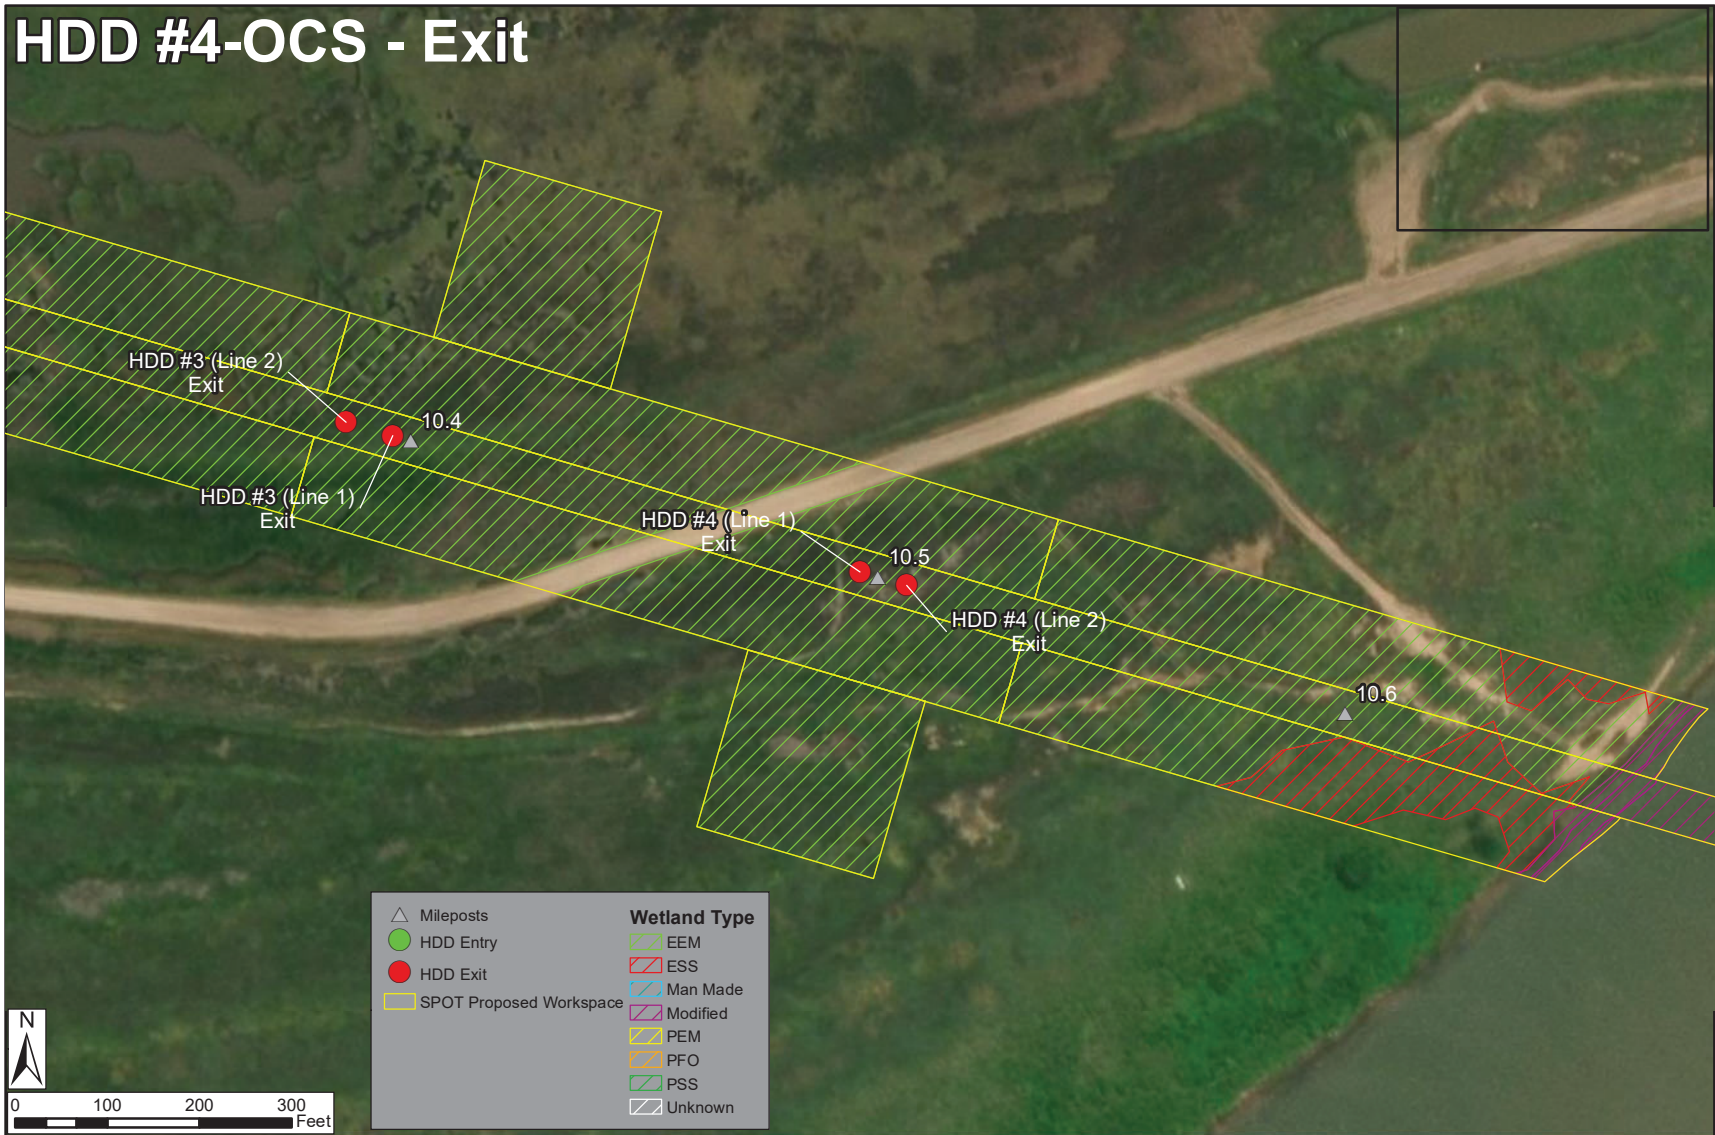 HDD #4-OCS - Exit
HDD #3 (Line 2)
Exit
10.4
HDD #3 (Line 1)
Exit
HDD #4 (Line 1)
Exit
10.5
HDD #4 (Line 2)
Exit
10.6
Mileposts
HDD Entry
HDD Exit
SPOT Proposed Workspace
Wetland Type
EEM
ESS
Man Made
Modified
PEM
PFO
PSS
Unknown
N
0 100 200 300
Feet